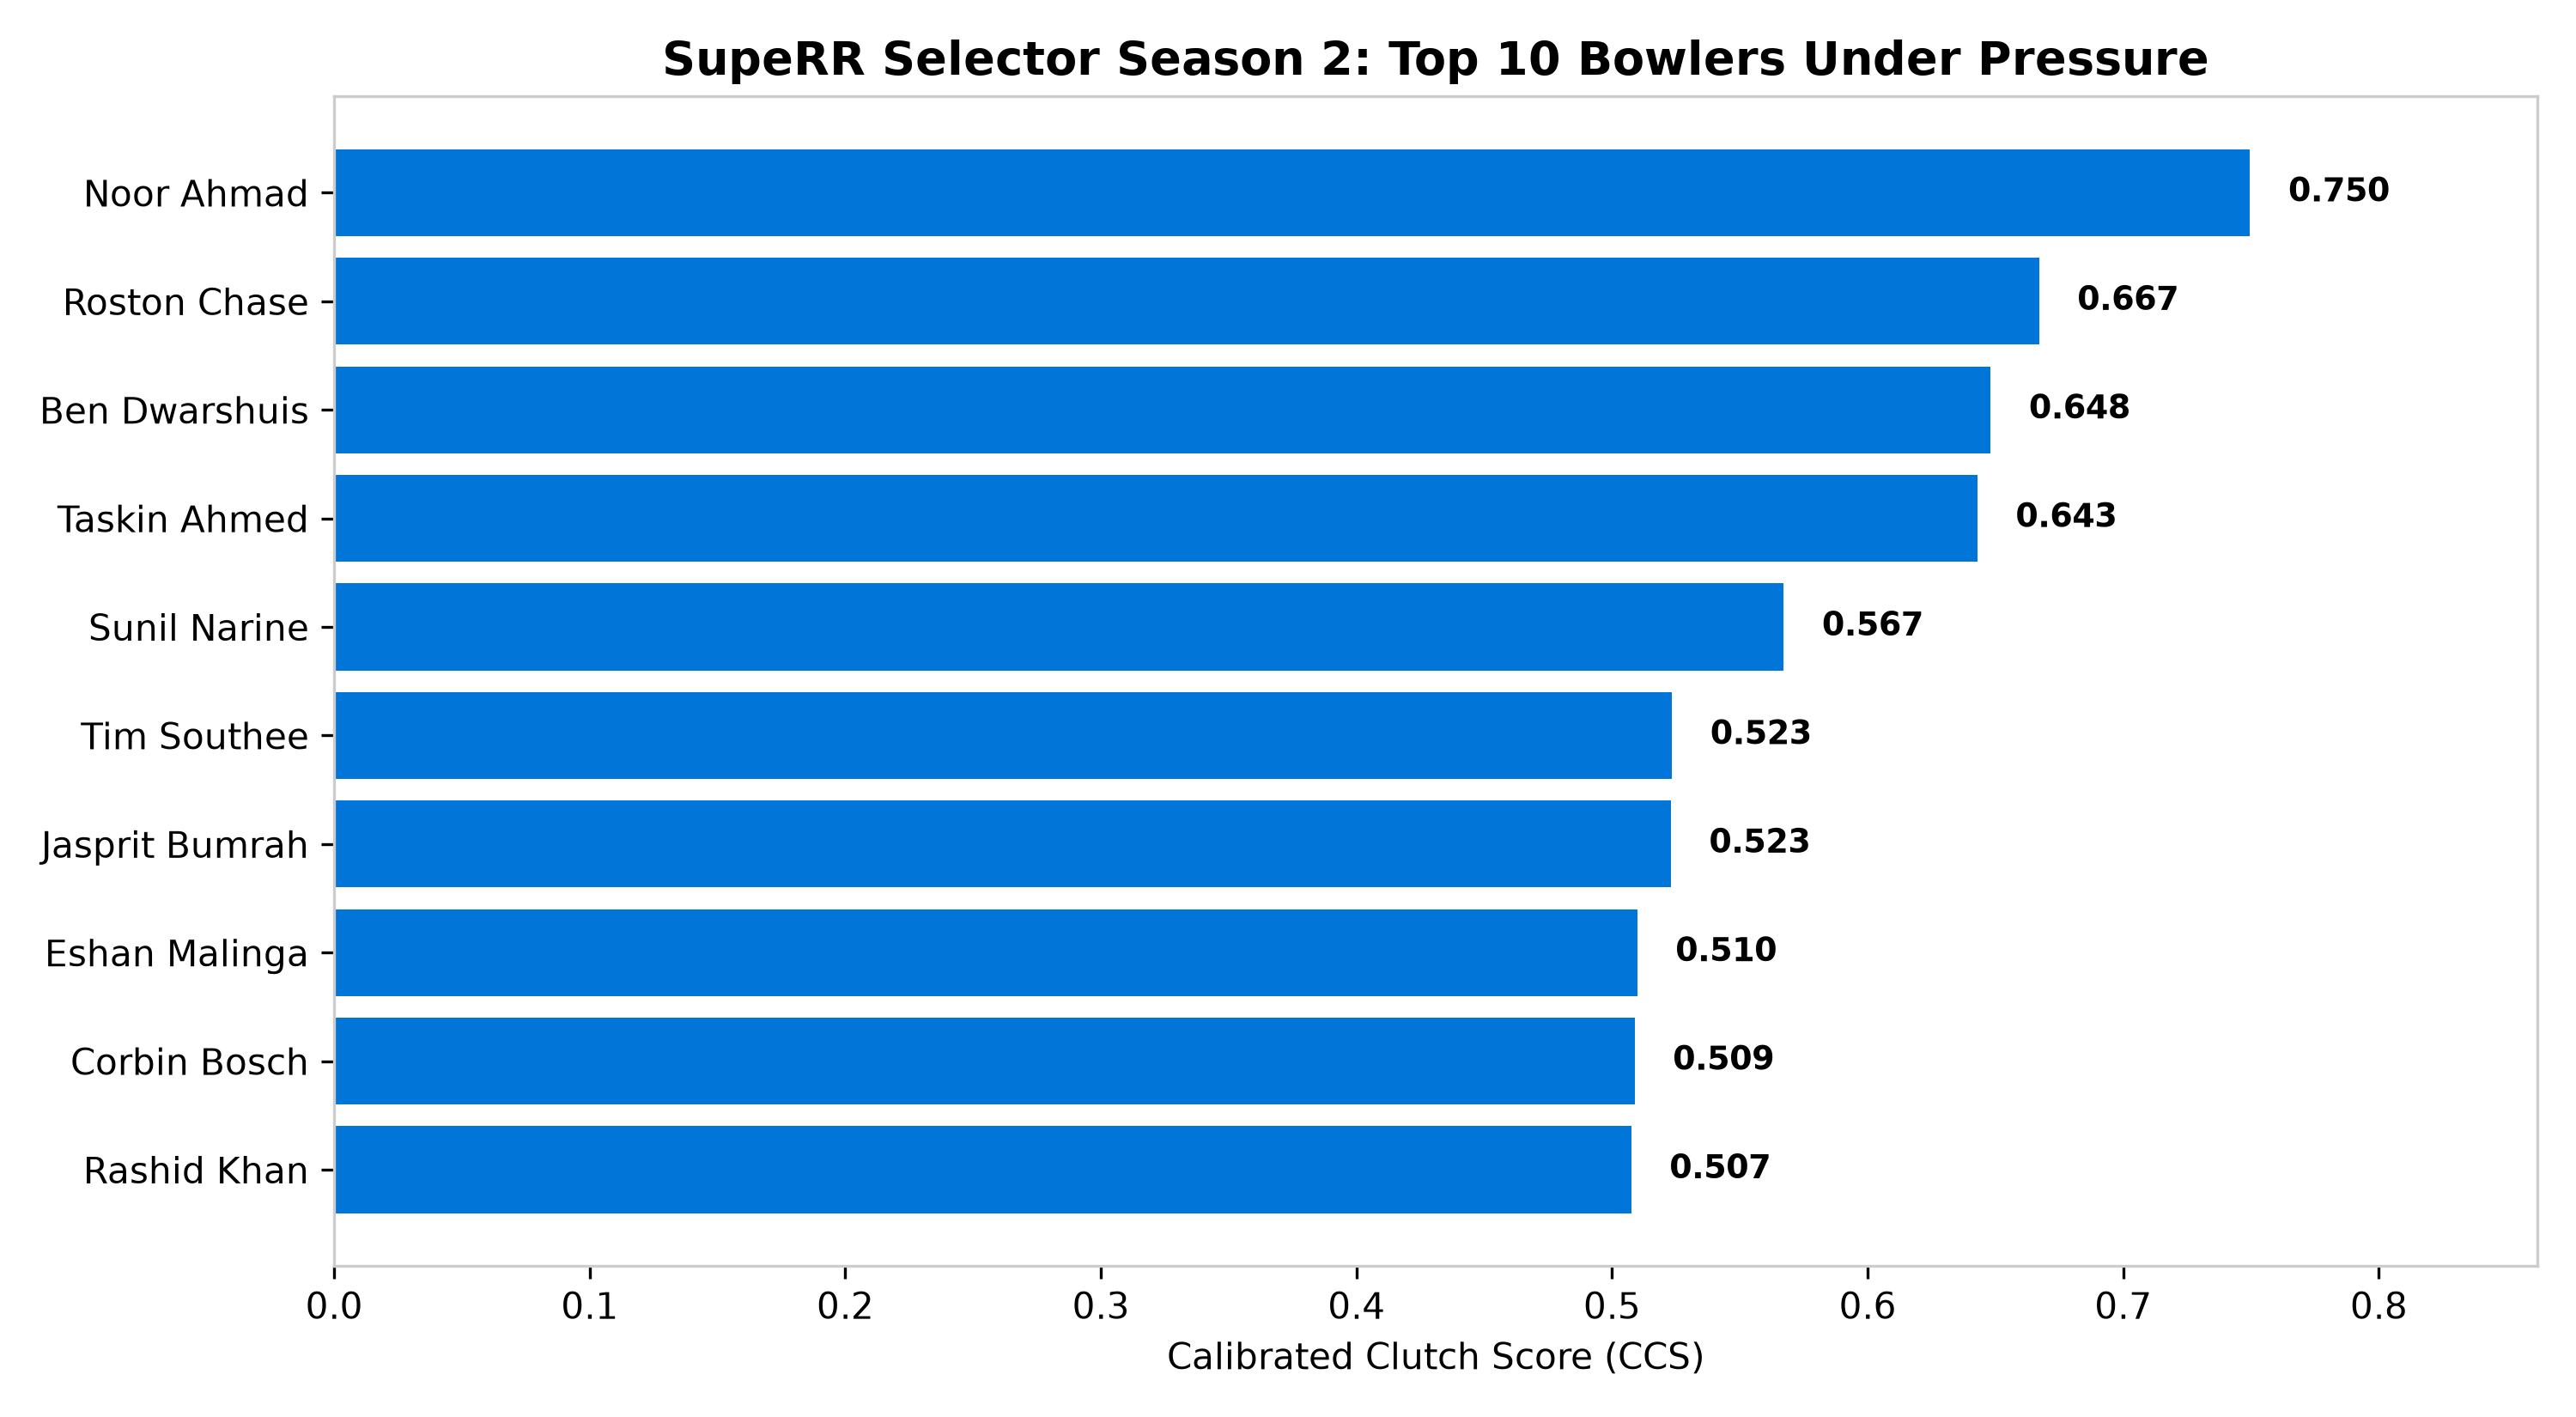 SupeRR Selector Season 2: Top 10 Bowlers Under Pressure
Noor Ahmad 0.750
Roston Chase 0.667
Ben Dwarshuis 0.648
Taskin Ahmed 0.643
Sunil Narine 0.567
Tim Southee 0.523
Jasprit Bumrah 0.523
Eshan Malinga 0.510
Corbin Bosch 0.509
Rashid Khan 0.507
0.0 0.1 0.2 0.3 0.4 0.5 0.6 0.7 0.8
Calibrated Clutch Score (CCS)